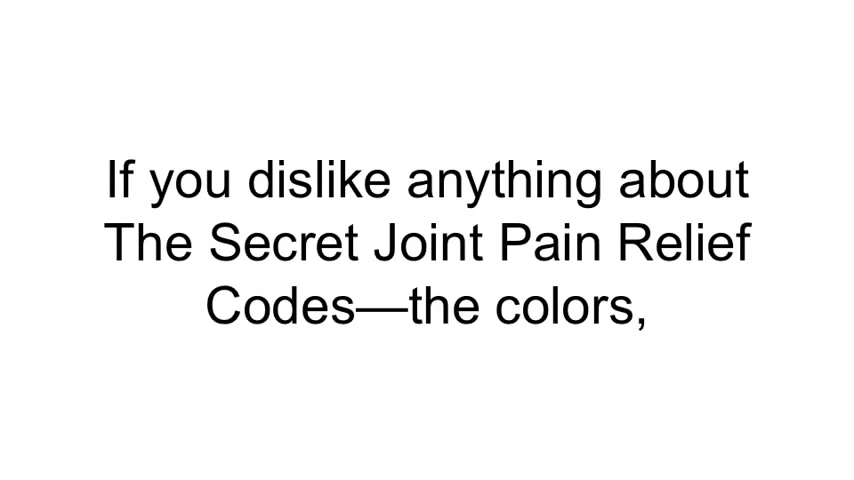 If you dislike anything about
The Secret Joint Pain Relief
Codes—the colors,